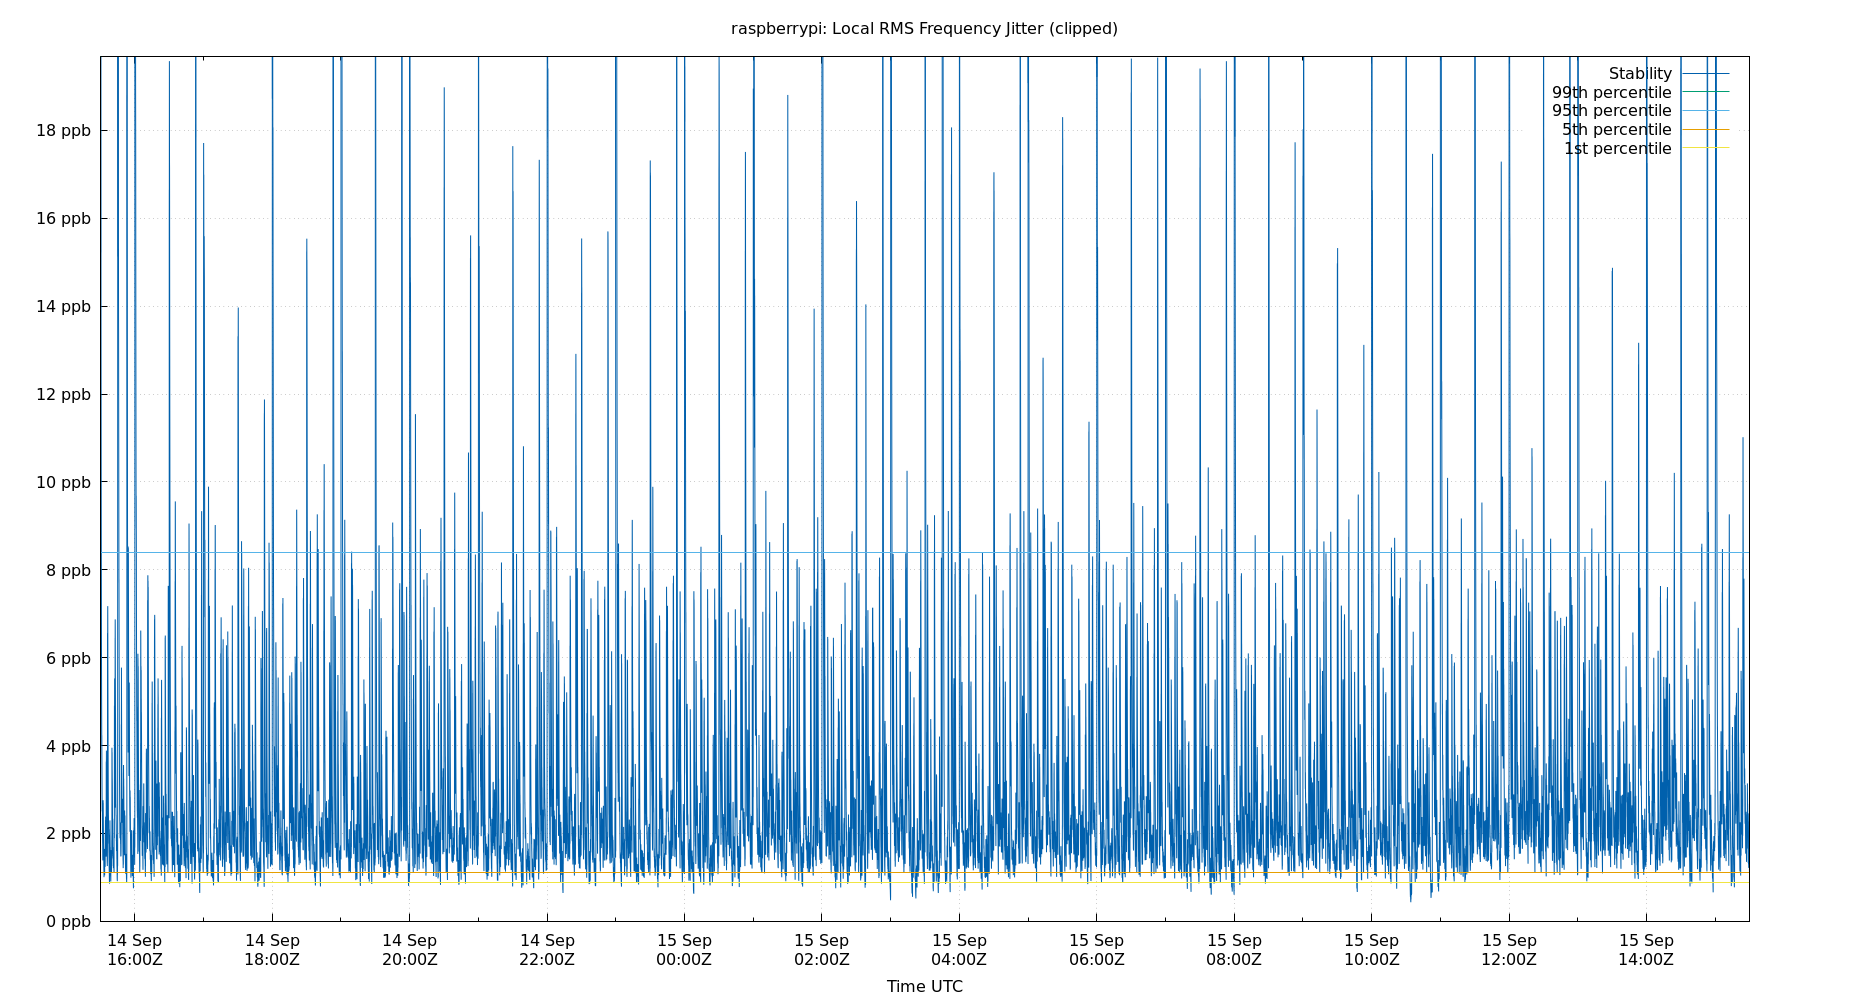 raspberrypi: Local RMS Frequency Jitter (clipped)
Stability
99th percentile
95th percentile
5th percentile
1st percentile
18 ppb
16 ppb
14 ppb
12 ppb
10 ppb
8 ppb
6 ppb
4 ppb
2 ppb
0 ppb
14 Sep 14 Sep 14 Sep 14 Sep 15 Sep 15 Sep 15 Sep 15 Sep 15 Sep 15 Sep 15 Sep 15 Sep
16:00Z 18:00Z 20:00Z 22:00Z 00:00Z 02:00Z 04:00Z 06:00Z 08:00Z 10:00Z 12:00Z 14:00Z
Time UTC